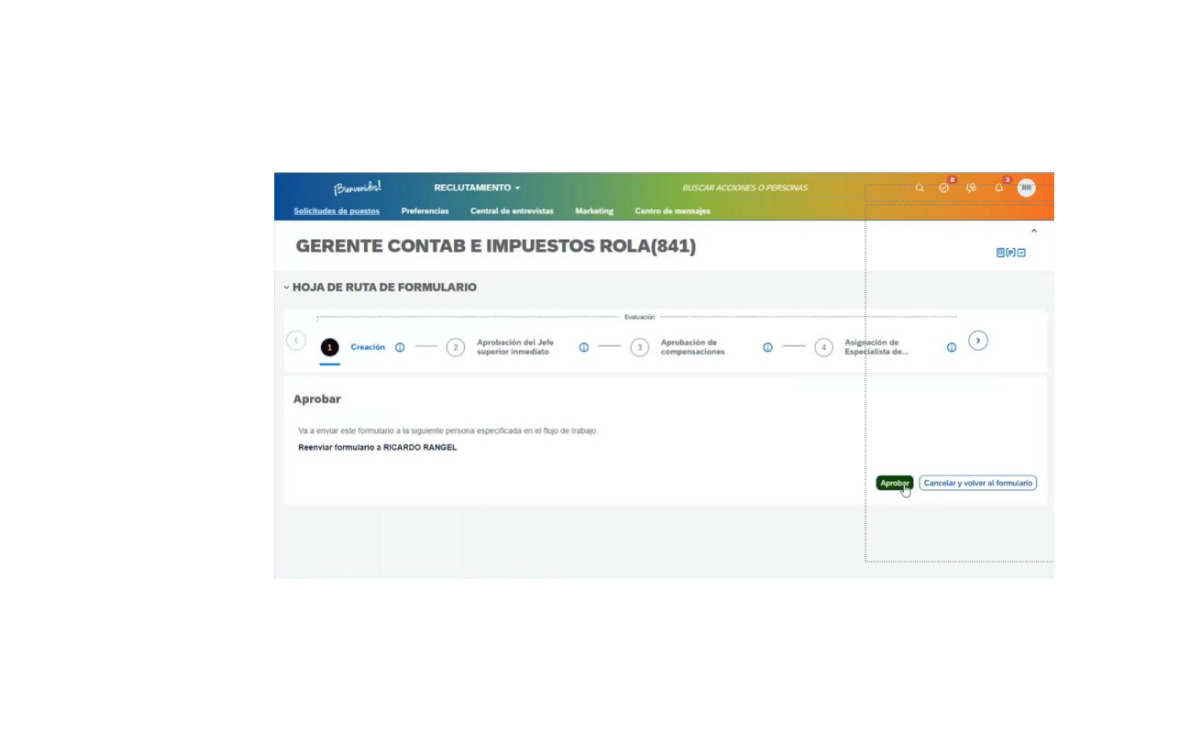 ¡Bienvenidos!
RECLUTAMIENTO
BUSCAR ACCIONES O PERSONAS
8
3
Solicitudes de puestos
Preferencias
Central de entrevistas
Marketing
Centro de mensajes
GERENTE CONTAB E IMPUESTOS ROLA(841)
HOJA DE RUTA DE FORMULARIO
Evaluación
1
Creación
2
Aprobación del Jefe
superior inmediato
3
Aprobación de
compensaciones
4
Asignación de
Especialista de...
Aprobar
Va a enviar este formulario a la siguiente persona especificada en el flujo de trabajo.
Reenviar formulario a RICARDO RANGEL
Aprobar
Cancelar y volver al formulario